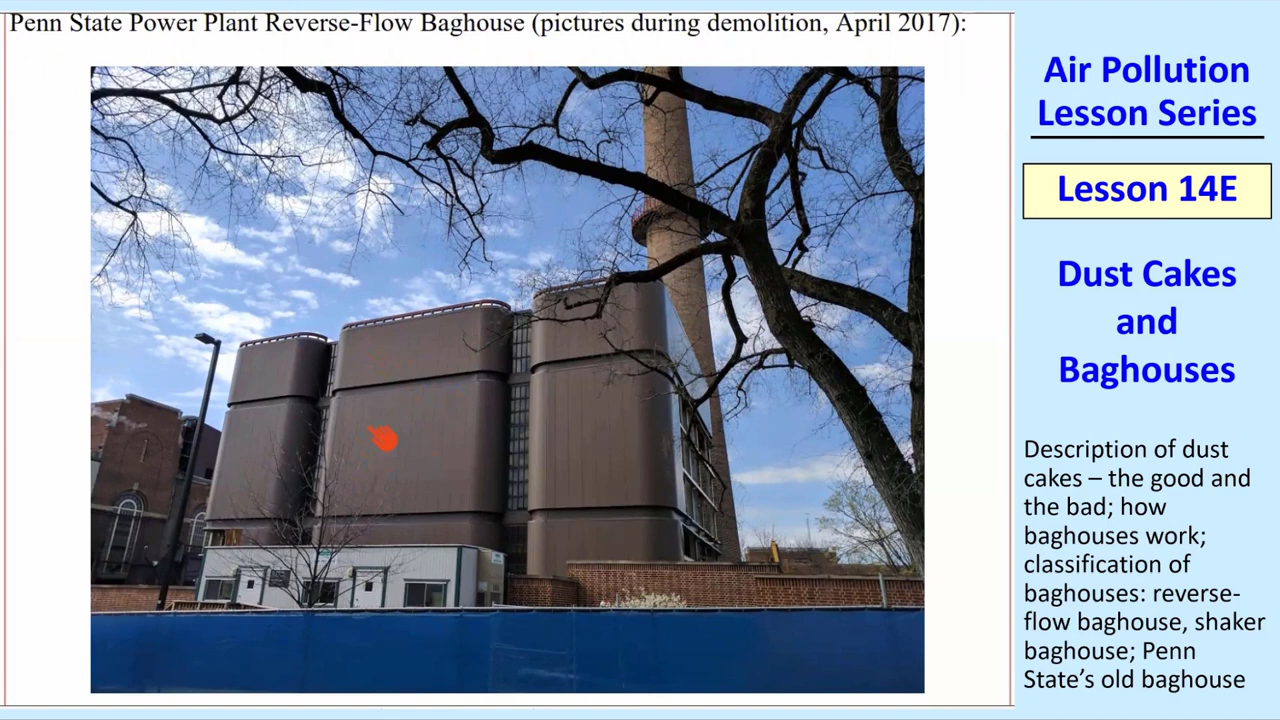 Penn State Power Plant Reverse-Flow Baghouse (pictures during demolition, April 2017):
Air Pollution
Lesson Series
Lesson 14E
Dust Cakes
and
Baghouses
Description of dust
cakes – the good and
the bad; how
baghouses work;
classification of
baghouses: reverse-
flow baghouse, shaker
baghouse; Penn
State’s old baghouse